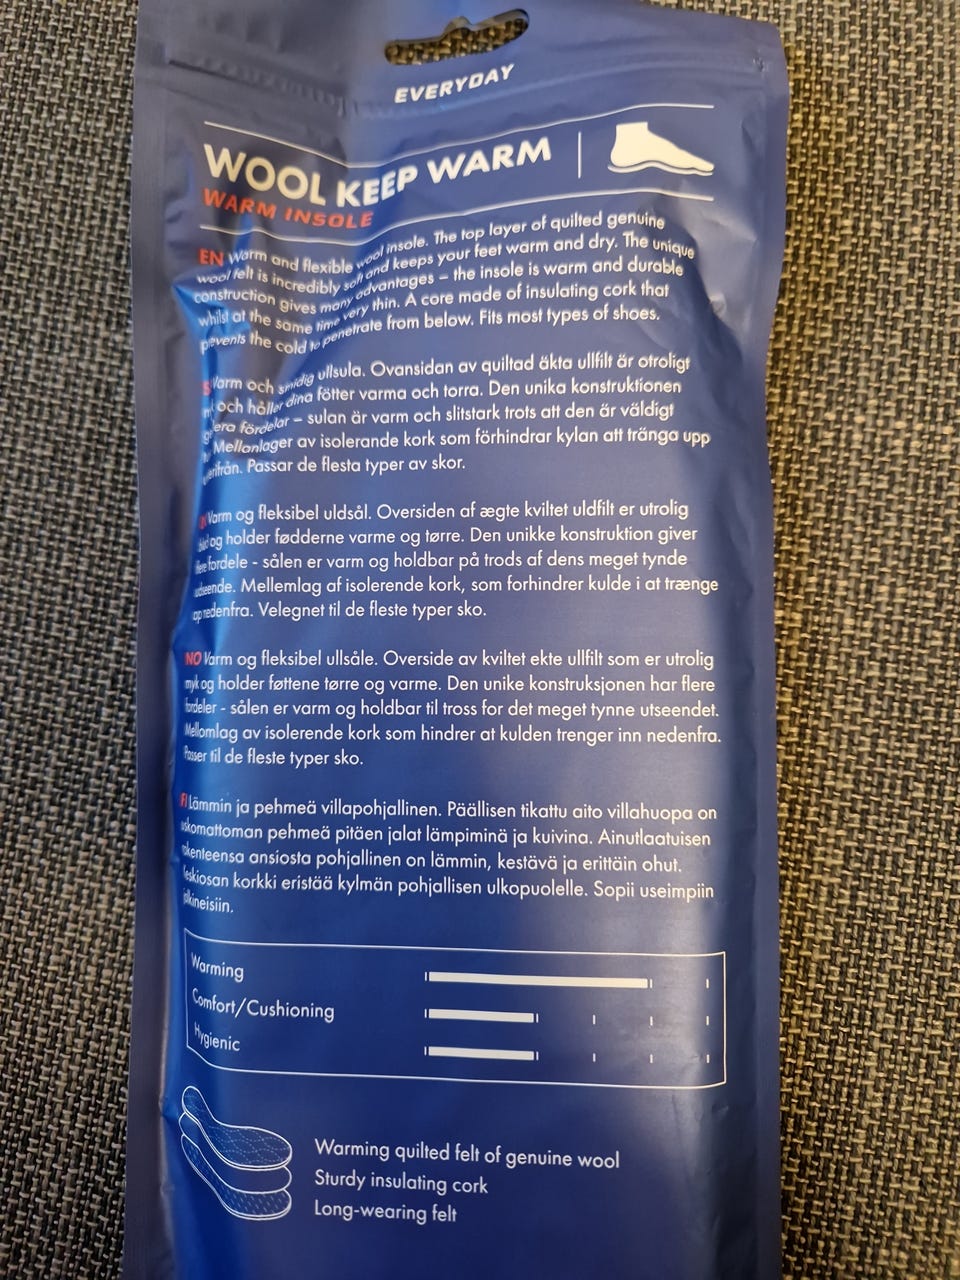 EVERYDAY
WOOL KEEP WARM
WARM INSOLE
EN Warm and flexible wool insole. The top layer of quilted genuine
wool felt is incredibly soft and keeps your feet warm and dry. The unique
construction gives many advantages – the insole is warm and durable
whilst at the same time very thin. A core made of insulating cork that
prevents the cold to penetrate from below. Fits most types of shoes.
Varm och smidig ullsula. Ovansidan av quiltad äkta ullfilt är otroligt
och håller dina fötter varma och torra. Den unika konstruktionen
fördelar – sulan är varm och slitstark trots att den är väldigt
Mellanlager av isolerande kork som förhindrar kylan att tränga upp
Passar de flesta typer av skor.
Varm og fleksibel uldsål. Oversiden af ægte kviltet uldfilt er utrolig
og holder fødderne varme og tørre. Den unikke konstruktion giver
flere fordele - sålen er varm og holdbar på trods af dens meget tynde
udseende. Mellemlag af isolerende kork, som forhindrer kulde i at trænge
op nedenfra. Velegnet til de fleste typer sko.
NO Varm og fleksibel ullsåle. Overside av kviltet ekte ullfilt som er utrolig
myk og holder føttene tørre og varme. Den unike konstruksjonen har flere
fordeler - sålen er varm og holdbar til tross for det meget tynne utseendet.
Mellomlag av isolerende kork som hindrer at kulden trenger inn nedenfra.
Passer til de fleste typer sko.
FI Lämmin ja pehmeä villapohjallinen. Päällisen tikattu aito villahuopa on
uskomattoman pehmeä pitäen jalat lämpiminä ja kuivina. Ainutlaatuisen
rakenteensa ansiosta pohjallinen on lämmin, kestävä ja erittäin ohut.
Keskiosan korkki eristää kylmän pohjallisen ulkopuolelle. Sopii useimpiin
jalkineisiin.
Warming
Comfort/Cushioning
Hygienic
Warming quilted felt of genuine wool
Sturdy insulating cork
Long-wearing felt